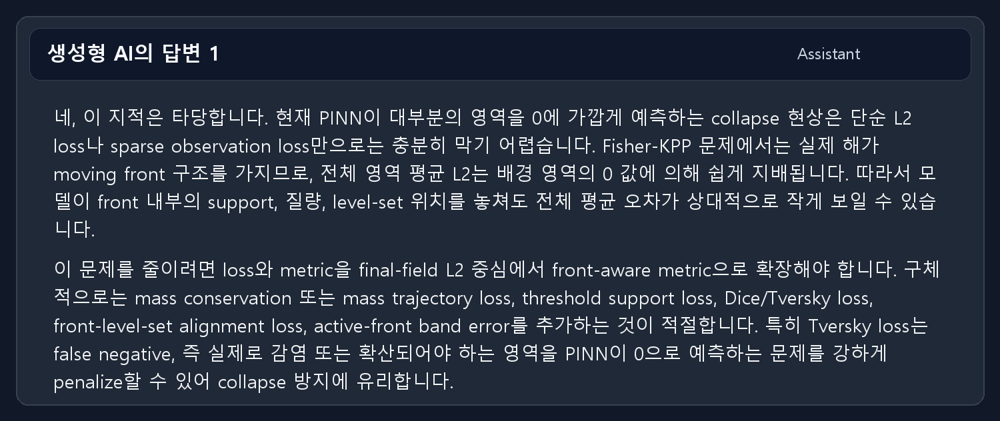 생성형 AI의 답변 1
Assistant
네, 이 지적은 타당합니다. 현재 PINN이 대부분의 영역을 0에 가깝게 예측하는 collapse 현상은 단순 L2
loss나 sparse observation loss만으로는 충분히 막기 어렵습니다. Fisher-KPP 문제에서는 실제 해가
moving front 구조를 가지므로, 전체 영역 평균 L2는 배경 영역의 0 값에 의해 쉽게 지배됩니다. 따라서 모
델이 front 내부의 support, 질량, level-set 위치를 놓쳐도 전체 평균 오차가 상대적으로 작게 보일 수 있습
니다.
이 문제를 줄이려면 loss와 metric을 final-field L2 중심에서 front-aware metric으로 확장해야 합니다. 구체
적으로는 mass conservation 또는 mass trajectory loss, threshold support loss, Dice/Tversky loss,
front-level-set alignment loss, active-front band error를 추가하는 것이 적절합니다. 특히 Tversky loss는
false negative, 즉 실제로 감염 또는 확산되어야 하는 영역을 PINN이 0으로 예측하는 문제를 강하게
penalize할 수 있어 collapse 방지에 유리합니다.